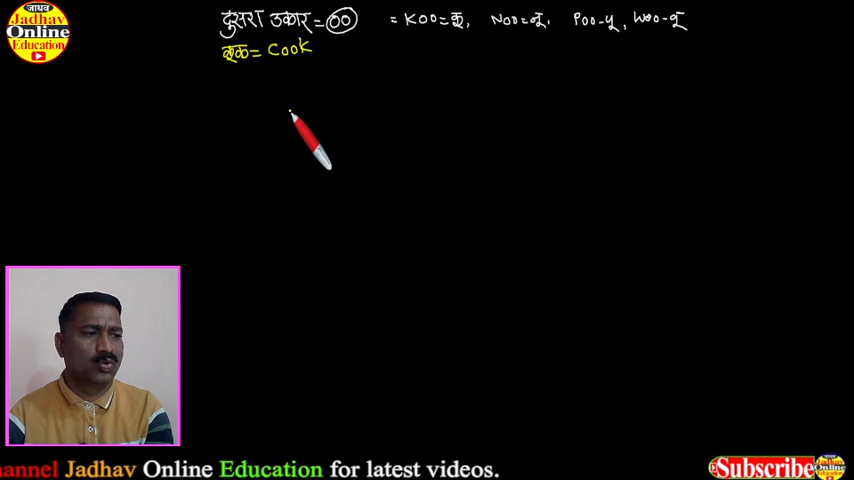 जाधव
Jadhav
Online
Education
दुसरा उकार = OO = KOO = कू, NOO = नू, POO - पू, WOO - वू
कूक = Cook
hannel Jadhav Online Education for latest videos.
Subscribe